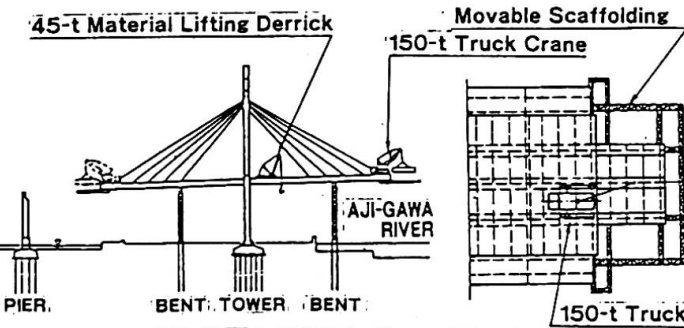 45-t Material Lifting Derrick
150-t Truck Crane
Movable Scaffolding
AJI-GAWA
RIVER
PIER
BENT
TOWER
BENT
150-t Truck